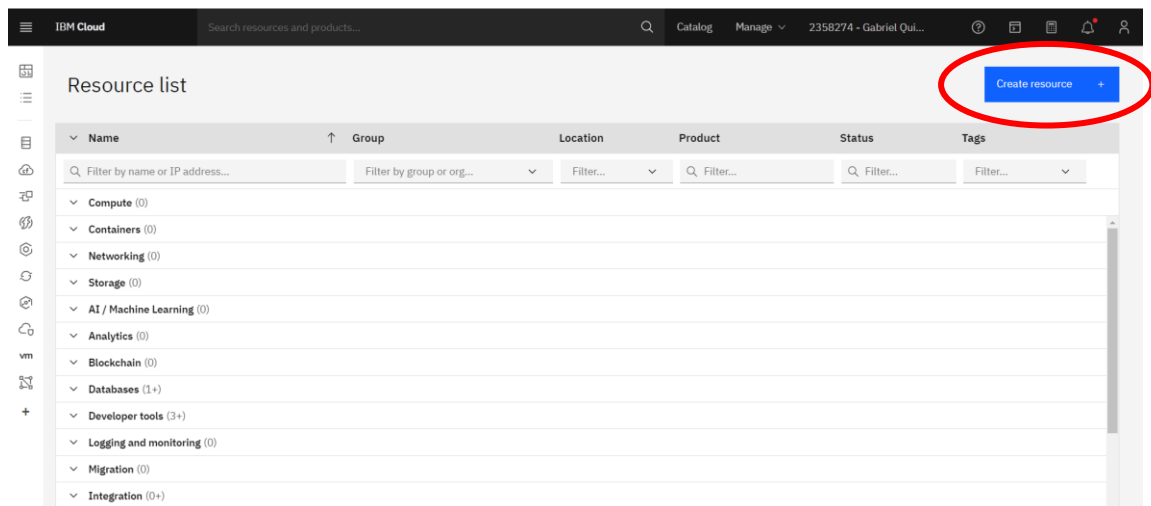 IBM Cloud Search resources and products... Catalog Manage 2358274 - Gabriel Qui...
Resource list
Create resource +
Name Group Location Product Status Tags
Filter by name or IP address... Filter by group or org... Filter... Filter... Filter... Filter...
Compute (0)
Containers (0)
Networking (0)
Storage (0)
AI / Machine Learning (0)
Analytics (0)
Blockchain (0)
vm
Databases (1+)
Developer tools (3+)
Logging and monitoring (0)
Migration (0)
Integration (0+)